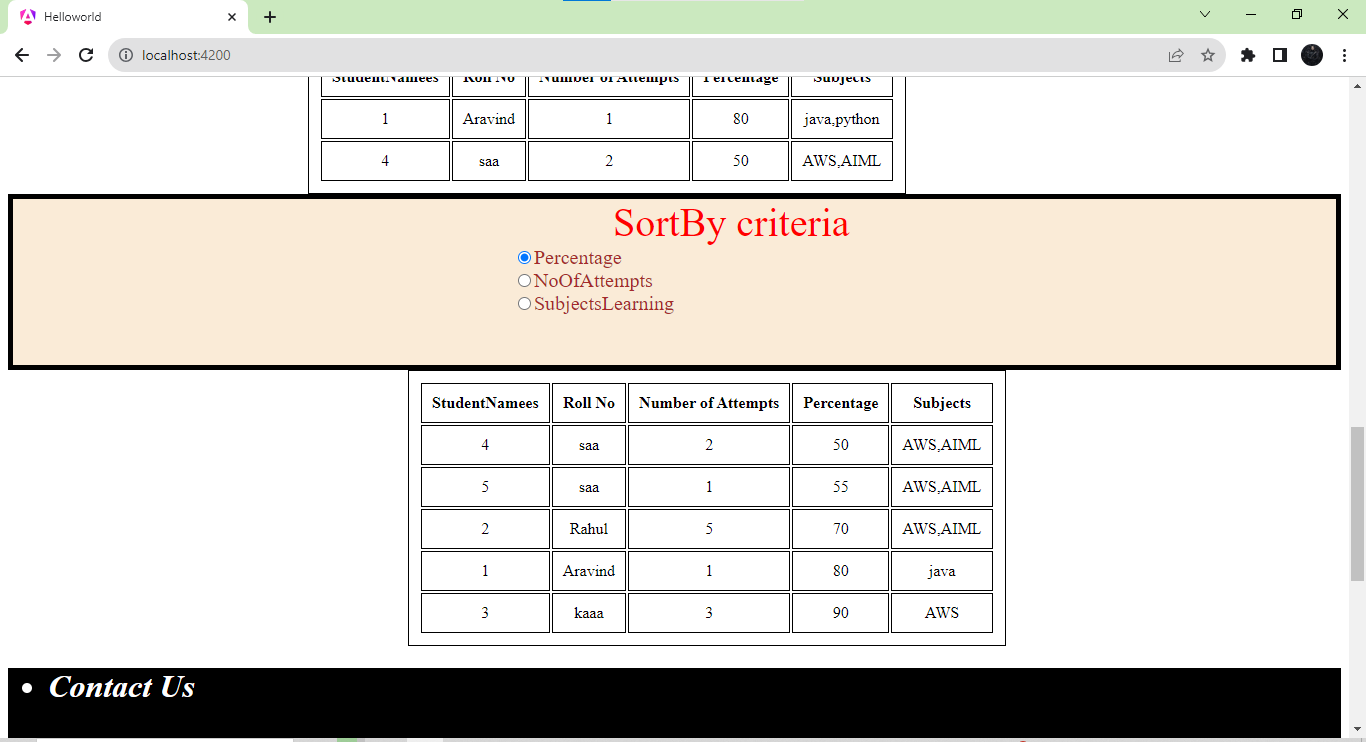 Helloworld
localhost:4200
StudentNamees Roll No Number of Attempts Percentage Subjects
1 Aravind 1 80 java,python
4 saa 2 50 AWS,AIML
SortBy criteria
Percentage
NoOfAttempts
SubjectsLearning
StudentNamees Roll No Number of Attempts Percentage Subjects
4 saa 2 50 AWS,AIML
5 saa 1 55 AWS,AIML
2 Rahul 5 70 AWS,AIML
1 Aravind 1 80 java
3 kaaa 3 90 AWS
Contact Us